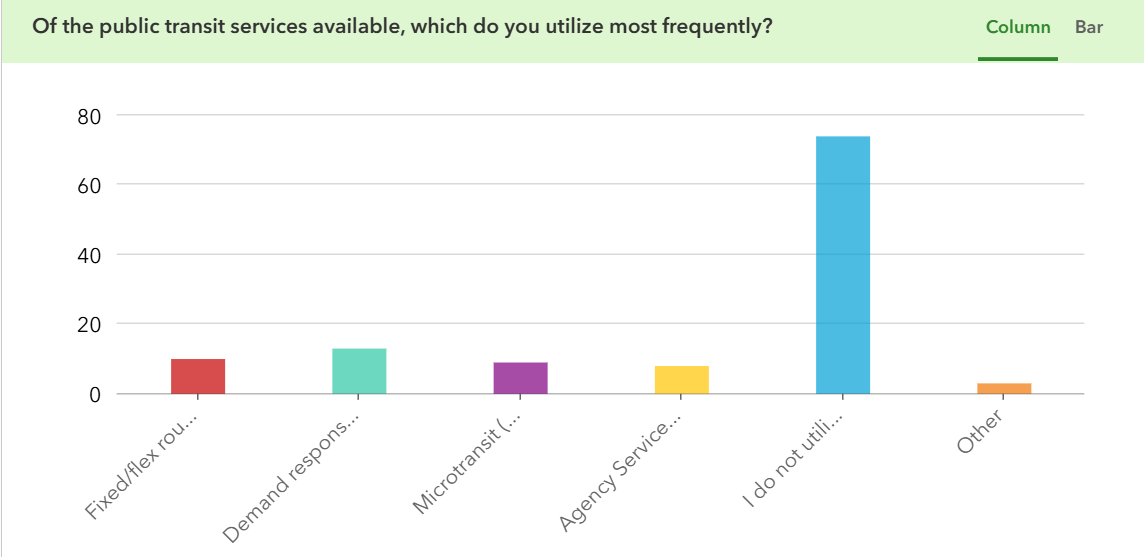 Of the public transit services available, which do you utilize most frequently?
Column
Bar
80
60
40
20
0
Fixed/flex rou...
Demand respons...
Microtransit (...
Agency Service...
I do not utili...
Other